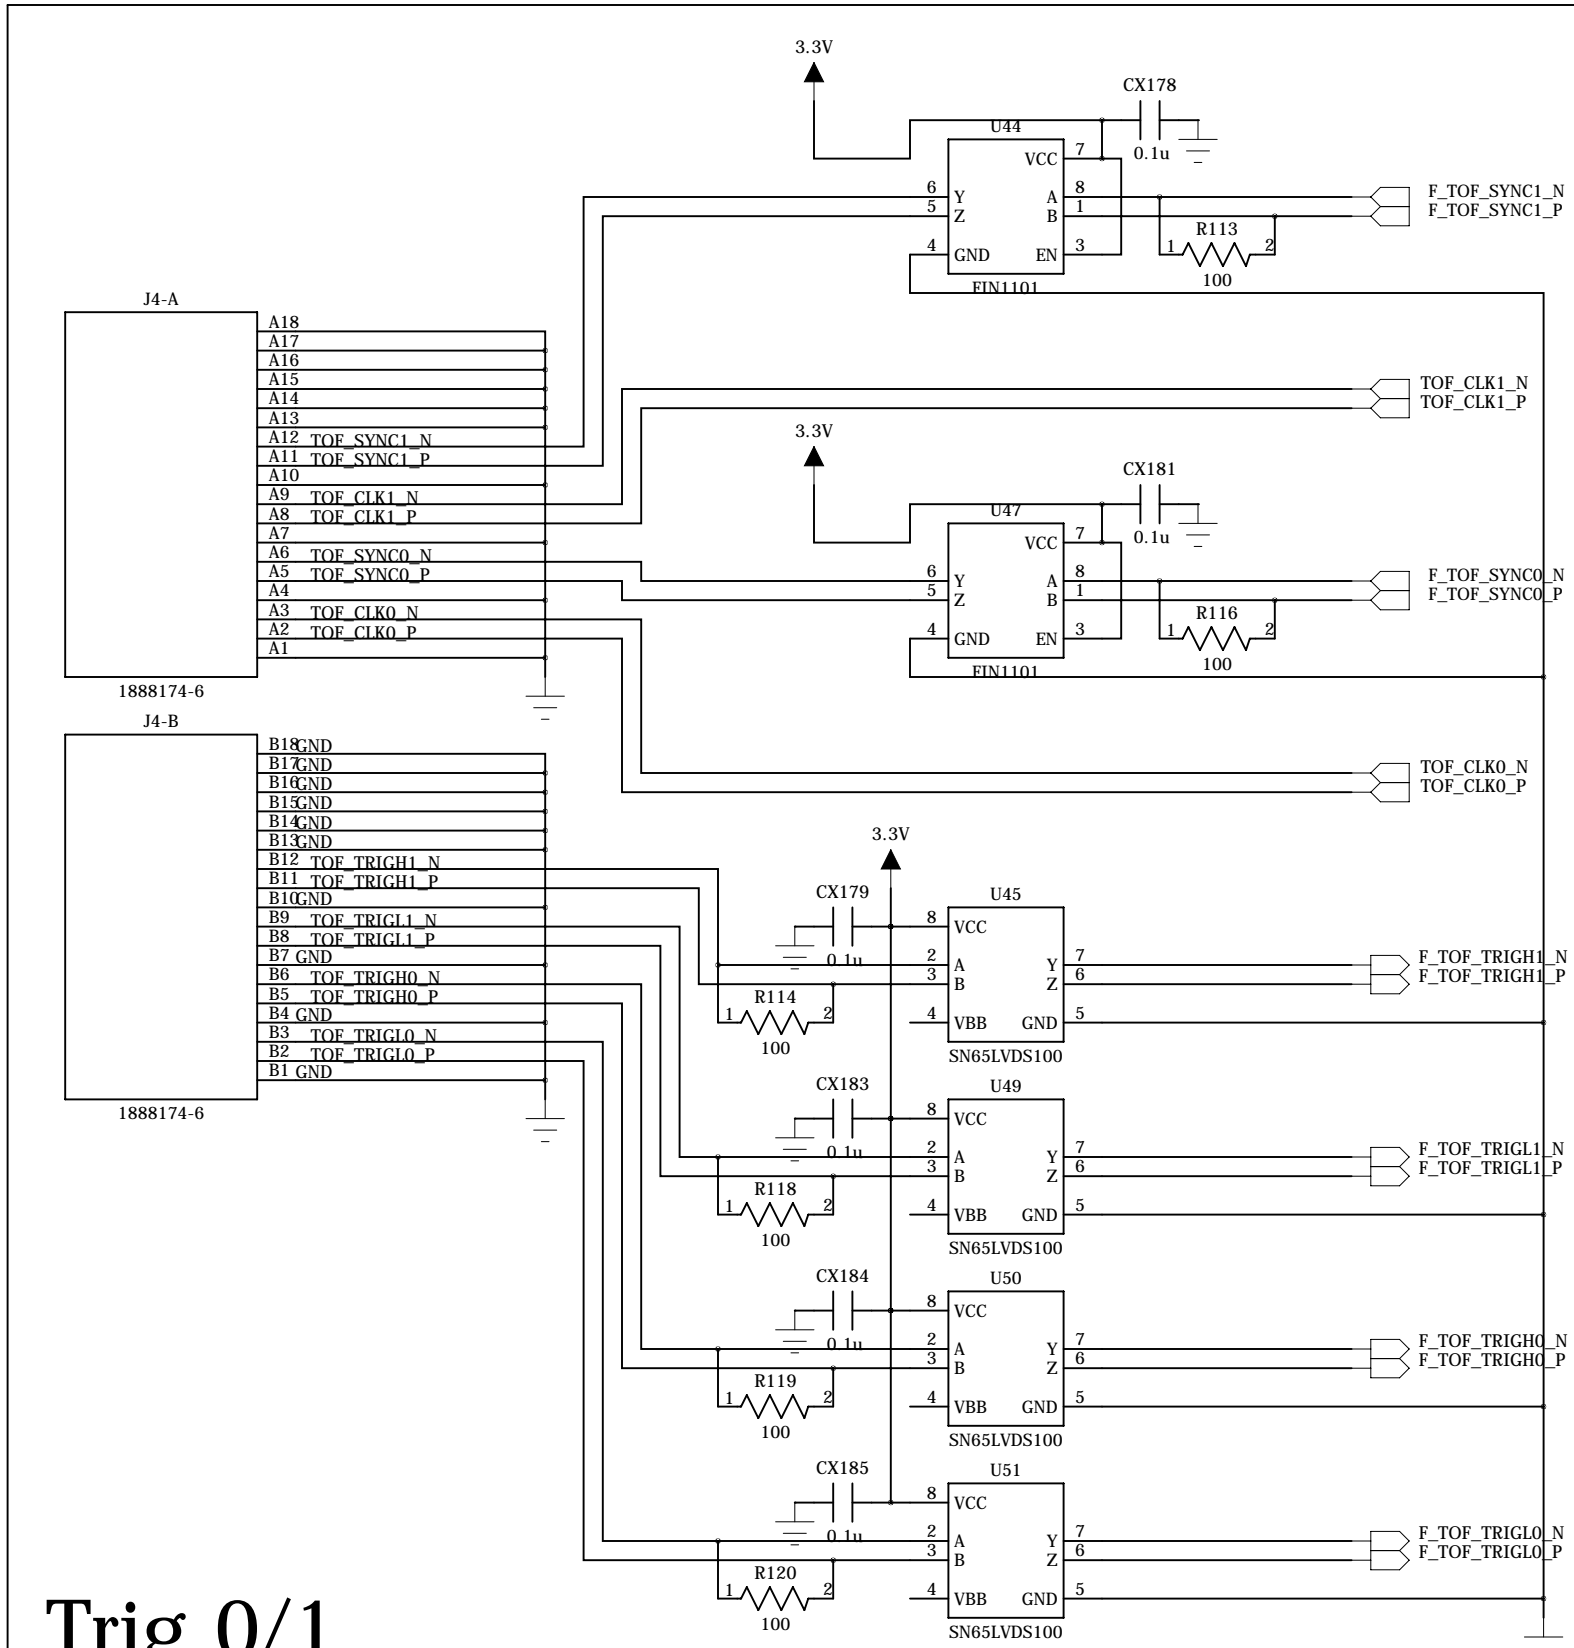 3.3V
CX178
0.1u
U44
VCC 7
6 Y A 8
5 Z B 1
4 GND EN 3
FIN1101
R113
1 2
100
F_TOF_SYNC1_N
F_TOF_SYNC1_P
J4-A
A18
A17
A16
A15
A14
A13
A12 TOF_SYNC1_N
A11 TOF_SYNC1_P
A10
A9 TOF_CLK1_N
A8 TOF_CLK1_P
A7
A6 TOF_SYNC0_N
A5 TOF_SYNC0_P
A4
A3 TOF_CLK0_N
A2 TOF_CLK0_P
A1
1888174-6
TOF_CLK1_N
TOF_CLK1_P
3.3V
CX181
0.1u
U47
VCC 7
6 Y A 8
5 Z B 1
4 GND EN 3
FIN1101
R116
1 2
100
F_TOF_SYNC0_N
F_TOF_SYNC0_P
TOF_CLK0_N
TOF_CLK0_P
J4-B
B18 GND
B17 GND
B16 GND
B15 GND
B14 GND
B13 GND
B12 TOF_TRIGH1_N
B11 TOF_TRIGH1_P
B10 GND
B9 TOF_TRIGL1_N
B8 TOF_TRIGL1_P
B7 GND
B6 TOF_TRIGH0_N
B5 TOF_TRIGH0_P
B4 GND
B3 TOF_TRIGL0_N
B2 TOF_TRIGL0_P
B1 GND
1888174-6
3.3V
CX179
0.1u
U45
8 VCC
2 A Y 7
3 B Z 6
4 VBB GND 5
SN65LVDS100
R114
1 2
100
F_TOF_TRIGH1_N
F_TOF_TRIGH1_P
CX183
0.1u
U49
8 VCC
2 A Y 7
3 B Z 6
4 VBB GND 5
SN65LVDS100
R118
1 2
100
F_TOF_TRIGL1_N
F_TOF_TRIGL1_P
CX184
0.1u
U50
8 VCC
2 A Y 7
3 B Z 6
4 VBB GND 5
SN65LVDS100
R119
1 2
100
F_TOF_TRIGH0_N
F_TOF_TRIGH0_P
CX185
0.1u
U51
8 VCC
2 A Y 7
3 B Z 6
4 VBB GND 5
SN65LVDS100
R120
1 2
100
F_TOF_TRIGL0_N
F_TOF_TRIGL0_P
Trig 0/1